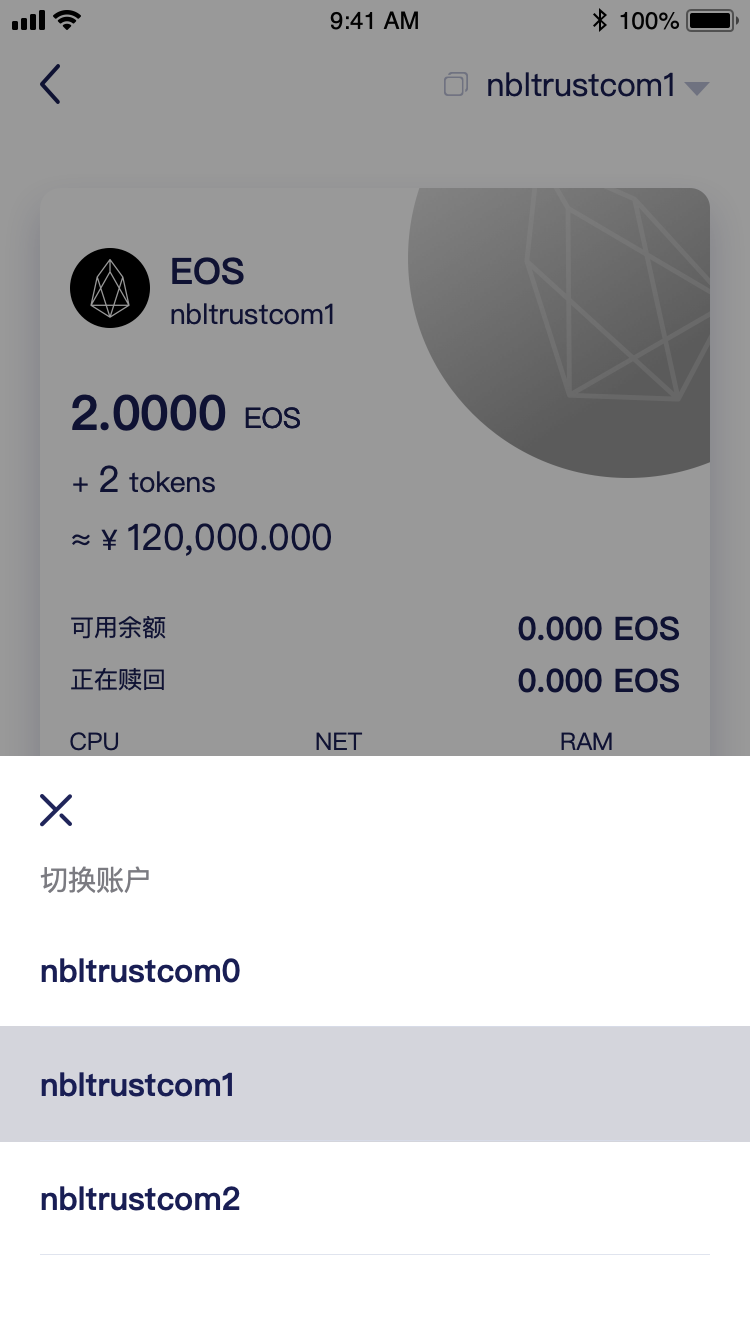 9:41 AM 100%
nbltrustcom1
EOS
nbltrustcom1
2.0000 EOS
+ 2 tokens
≈ ¥ 120,000.000
可用余额 0.000 EOS
正在赎回 0.000 EOS
CPU NET RAM
切换账户
nbltrustcom0
nbltrustcom1
nbltrustcom2